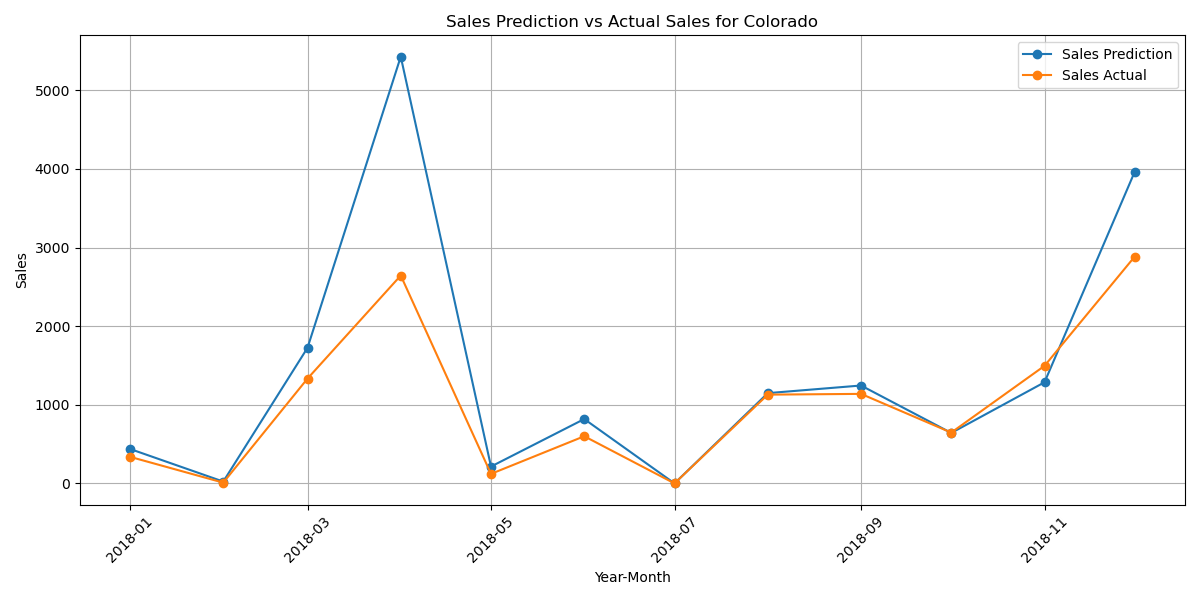 Sales Prediction vs Actual Sales for Colorado
Sales Prediction
Sales Actual
Sales
5000
4000
3000
2000
1000
0
2018-01
2018-03
2018-05
2018-07
2018-09
2018-11
Year-Month